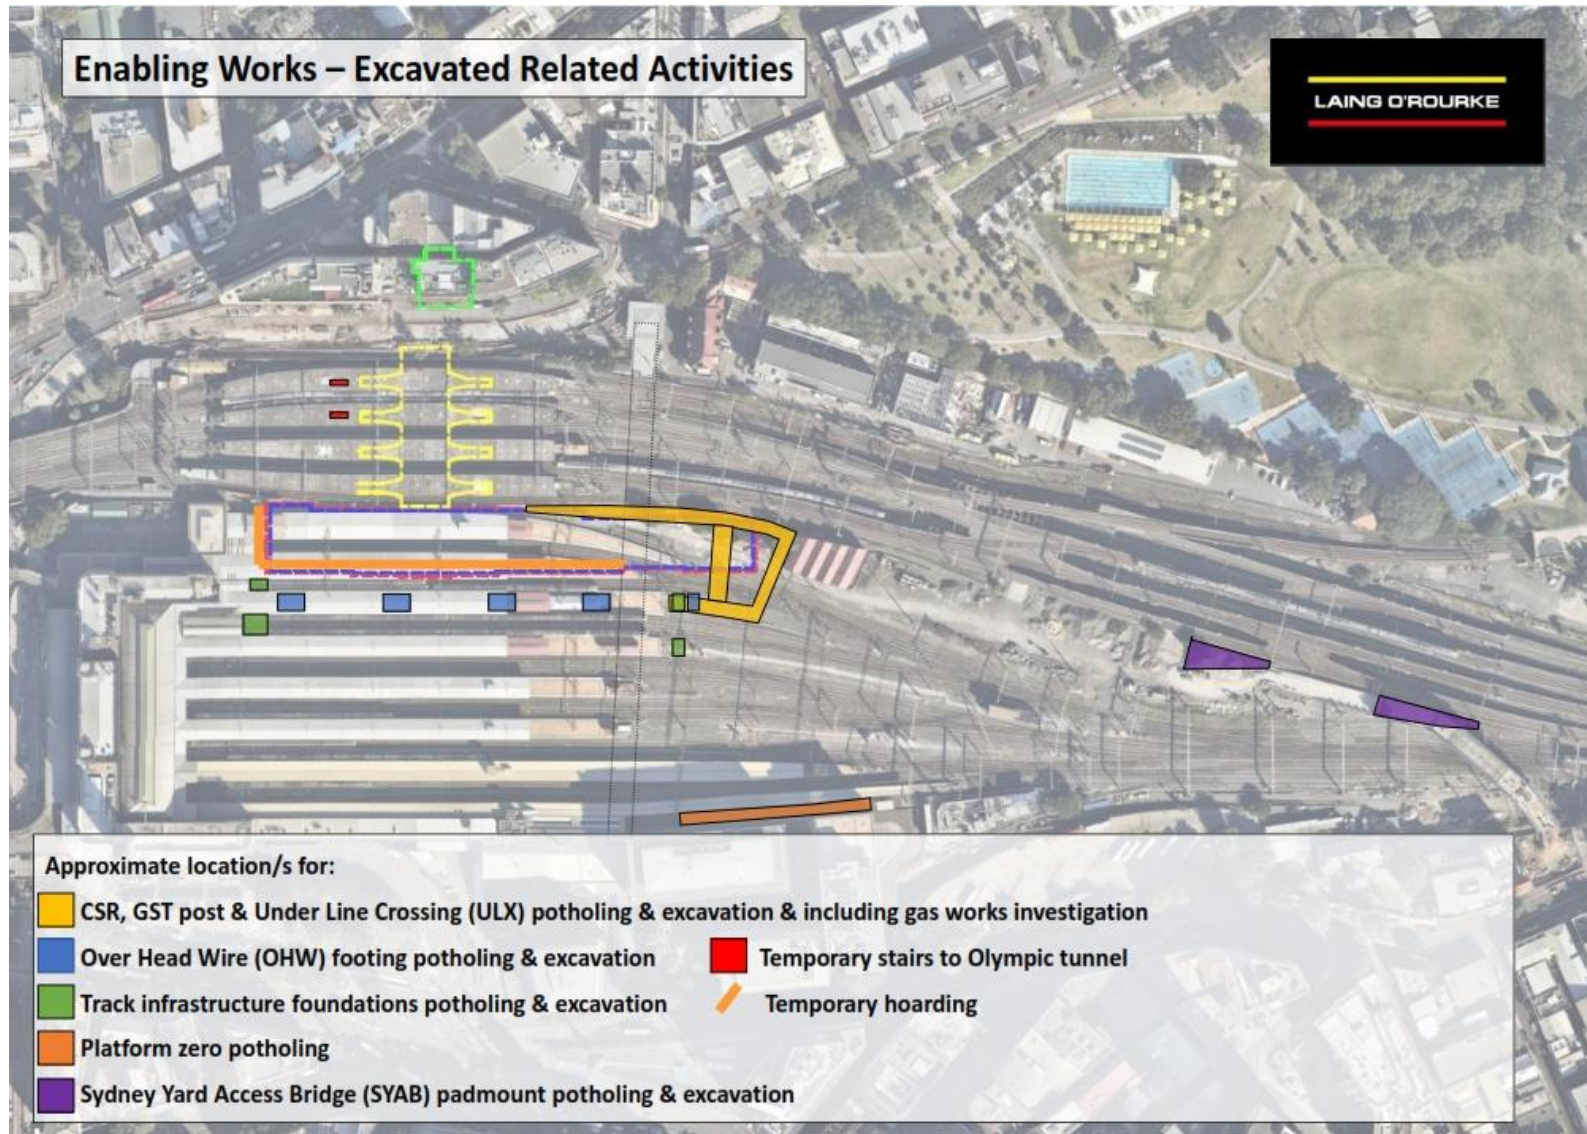 Enabling Works – Excavated Related Activities
LAING O'ROURKE
Approximate location/s for:
CSR, GST post & Under Line Crossing (ULX) potholing & excavation & including gas works investigation
Over Head Wire (OHW) footing potholing & excavation
Temporary stairs to Olympic tunnel
Track infrastructure foundations potholing & excavation
Temporary hoarding
Platform zero potholing
Sydney Yard Access Bridge (SYAB) padmount potholing & excavation